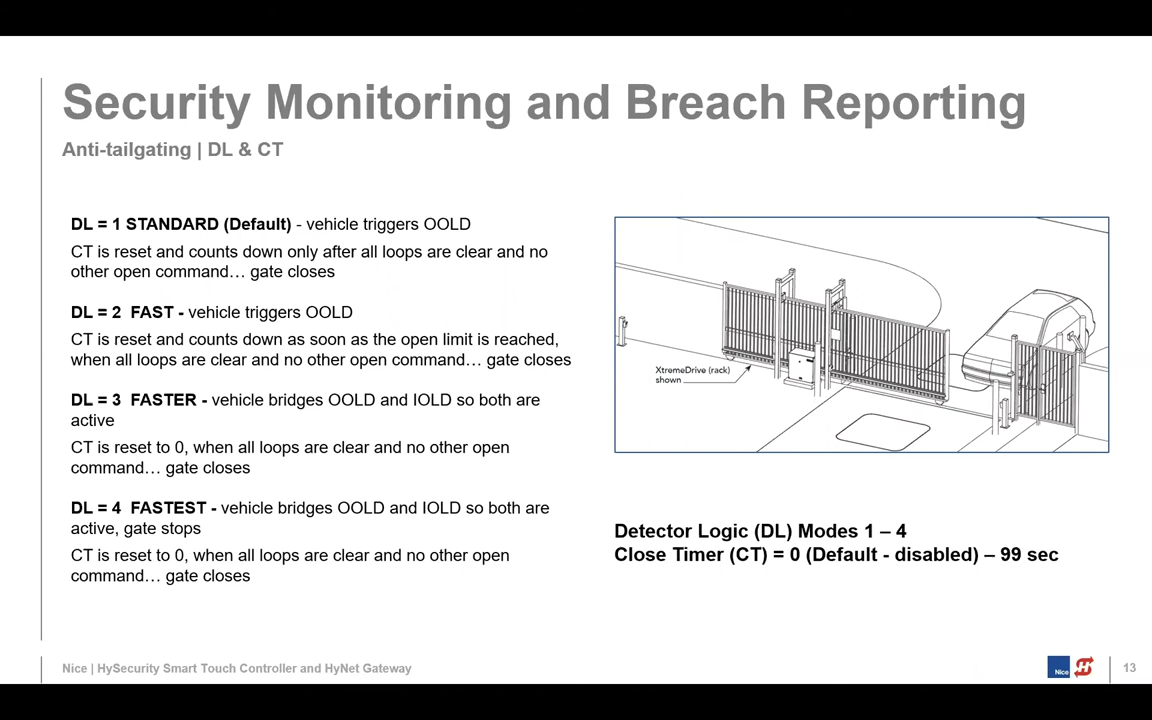 Security Monitoring and Breach Reporting
Anti-tailgating | DL & CT
DL = 1 STANDARD (Default) - vehicle triggers OOLD
CT is reset and counts down only after all loops are clear and no
other open command… gate closes
DL = 2  FAST - vehicle triggers OOLD
CT is reset and counts down as soon as the open limit is reached,
when all loops are clear and no other open command… gate closes
DL = 3  FASTER - vehicle bridges OOLD and IOLD so both are
active
CT is reset to 0, when all loops are clear and no other open
command… gate closes
DL = 4  FASTEST - vehicle bridges OOLD and IOLD so both are
active, gate stops
CT is reset to 0, when all loops are clear and no other open
command… gate closes
XtremeDrive (rack)
shown
Detector Logic (DL) Modes 1 – 4
Close Timer (CT) = 0 (Default - disabled) – 99 sec
Nice | HySecurity Smart Touch Controller and HyNet Gateway
Nice
H
13